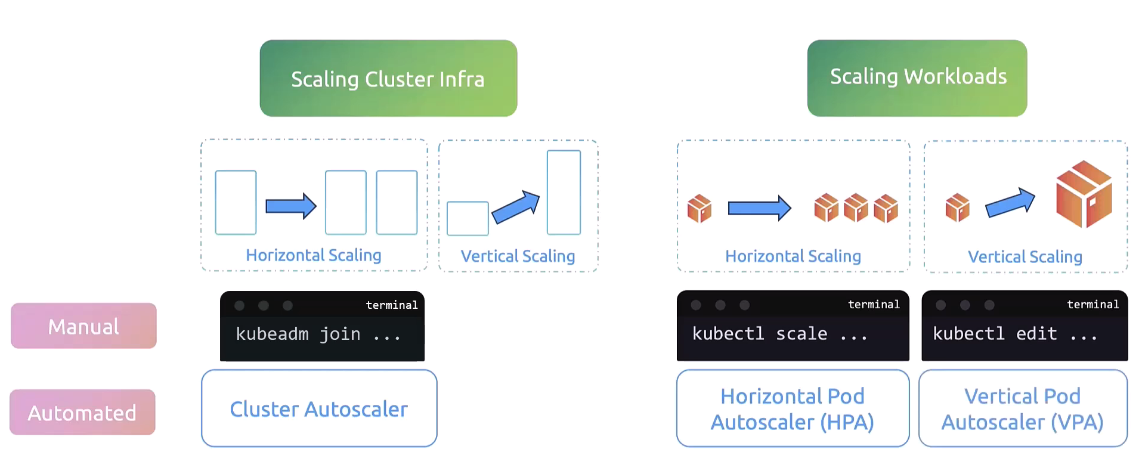 Scaling Cluster Infra
Scaling Workloads
Horizontal Scaling
Vertical Scaling
Horizontal Scaling
Vertical Scaling
Manual
terminal
kubeadm join ...
terminal
kubectl scale ...
terminal
kubectl edit ...
Automated
Cluster Autoscaler
Horizontal Pod
Autoscaler (HPA)
Vertical Pod
Autoscaler (VPA)